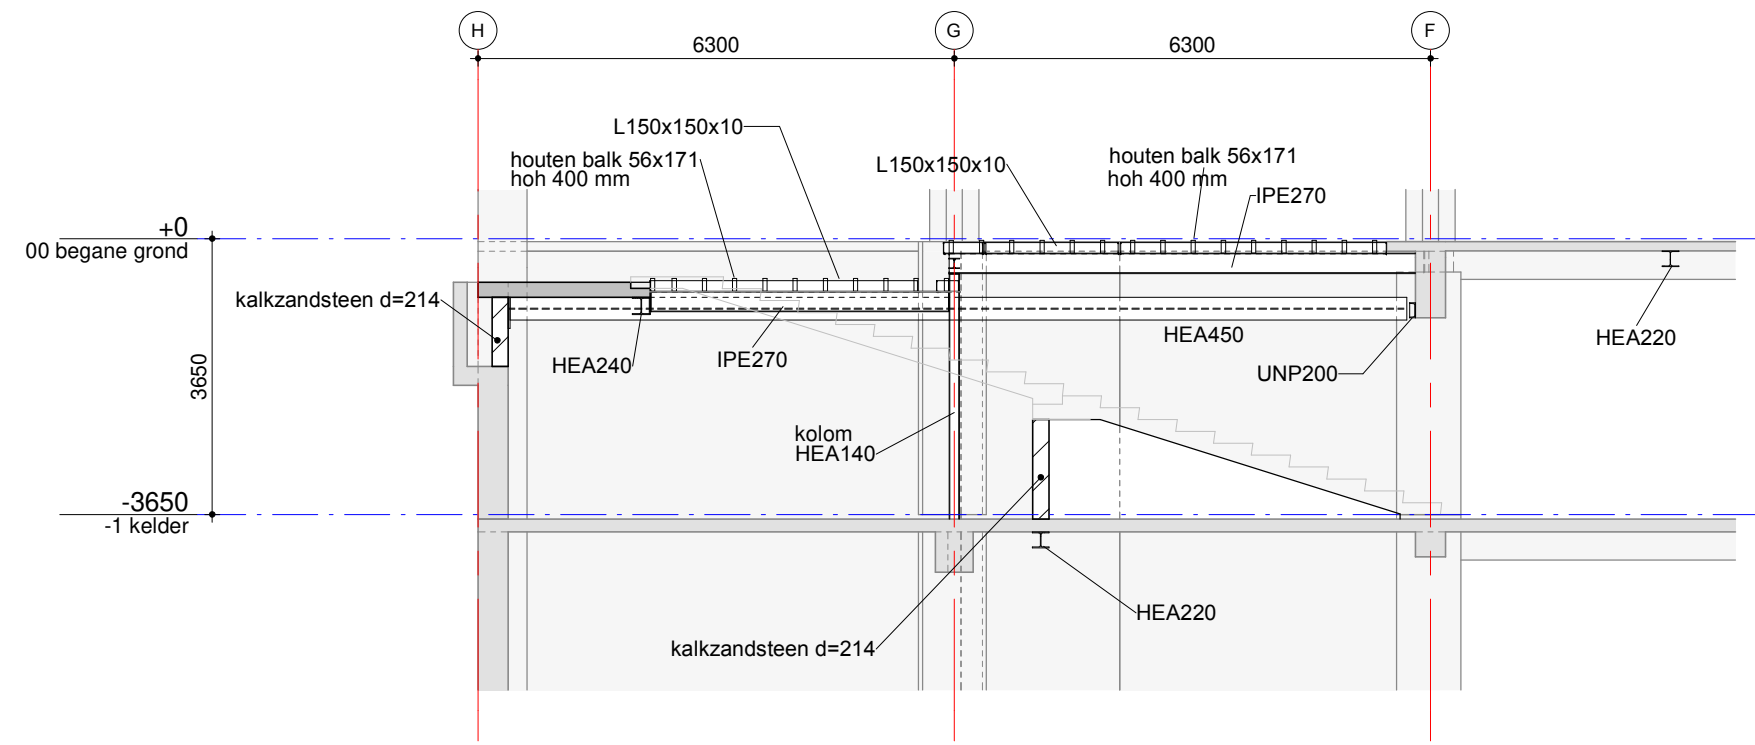 H
G
F
6300
6300
L150x150x10
houten balk 56x171
hoh 400 mm
L150x150x10
houten balk 56x171
hoh 400 mm
IPE270
+0
00 begane grond
kalkzandsteen d=214
HEA240
IPE270
HEA450
UNP200
HEA220
3650
kolom
HEA140
-3650
-1 kelder
HEA220
kalkzandsteen d=214